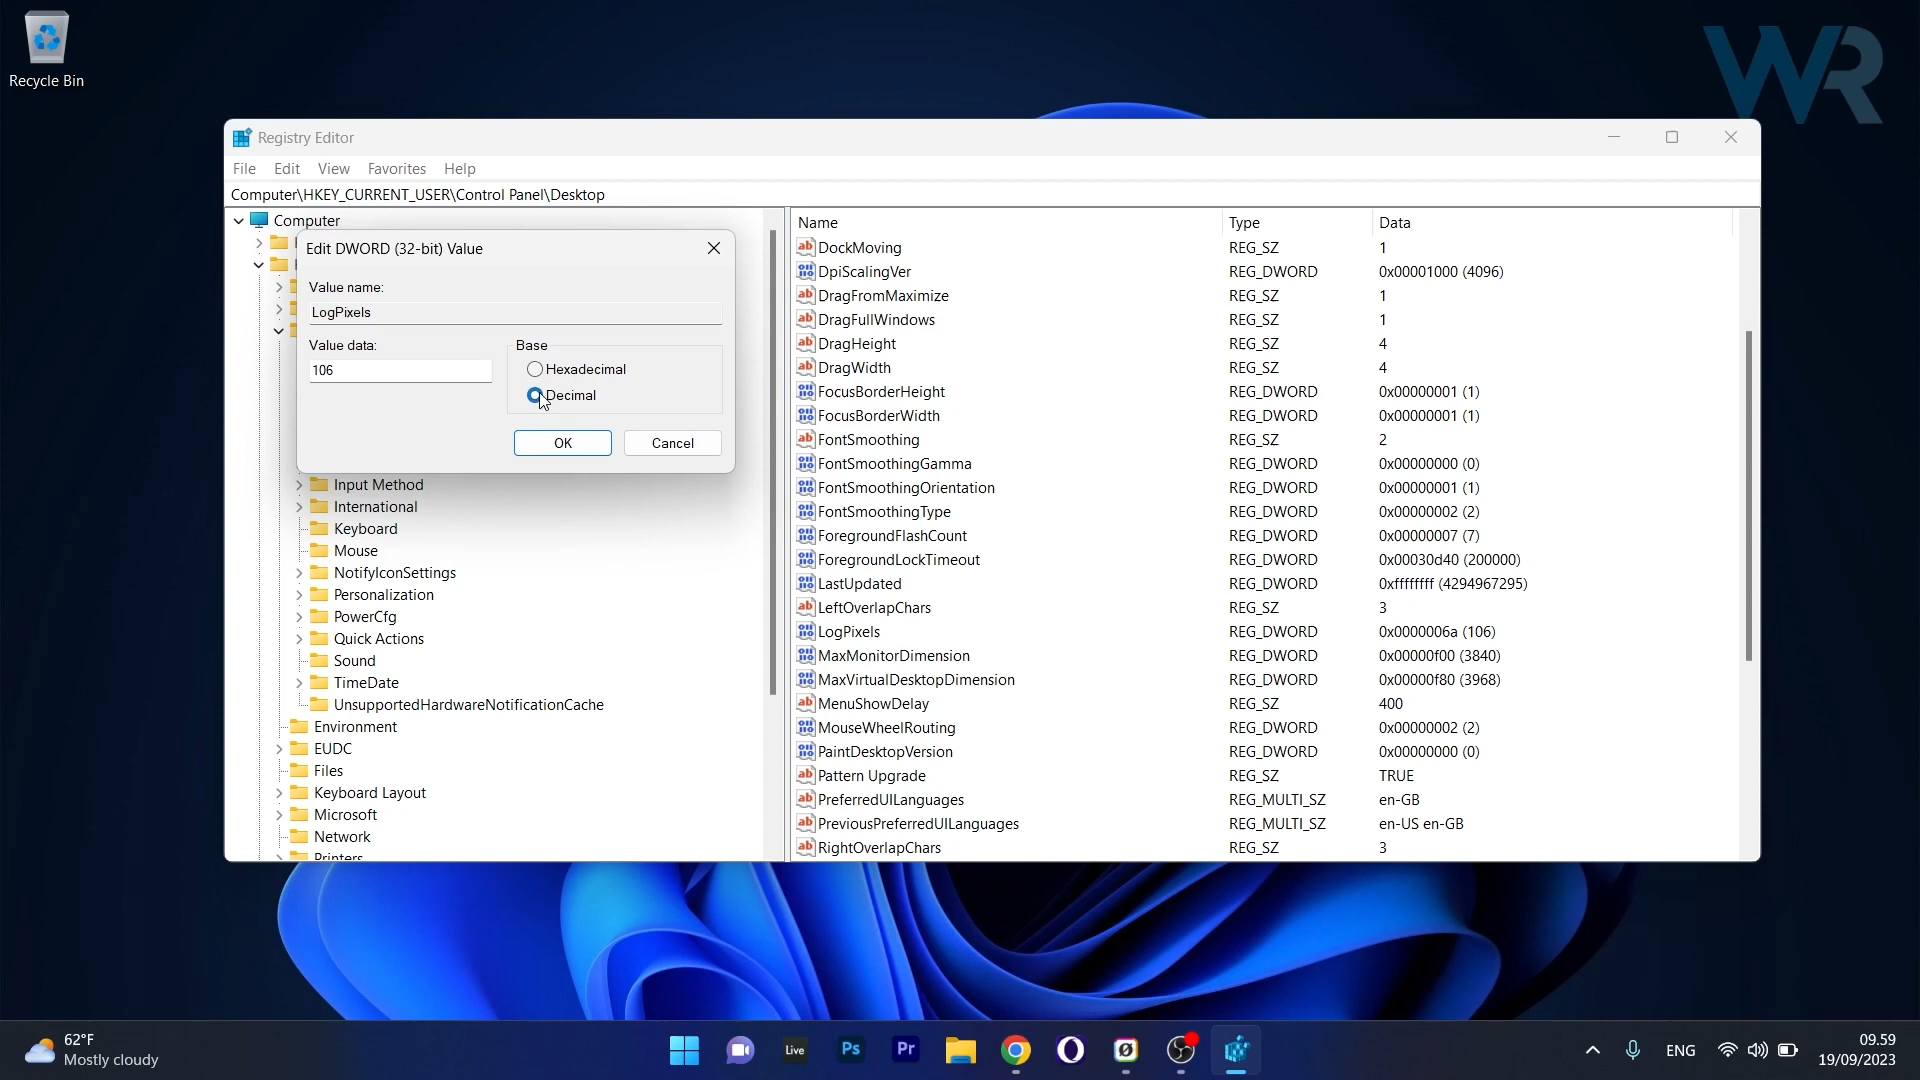 Recycle Bin
WR
Registry Editor
File Edit View Favorites Help
Computer\HKEY_CURRENT_USER\Control Panel\Desktop
Computer
Edit DWORD (32-bit) Value
Value name:
LogPixels
Value data:
106
Base
Hexadecimal
Decimal
OK Cancel
Input Method
International
Keyboard
Mouse
NotifyIconSettings
Personalization
PowerCfg
Quick Actions
Sound
TimeDate
UnsupportedHardwareNotificationCache
Environment
EUDC
Files
Keyboard Layout
Microsoft
Network
Printers
Name Type Data
DockMoving REG_SZ 1
DpiScalingVer REG_DWORD 0x00001000 (4096)
DragFromMaximize REG_SZ 1
DragFullWindows REG_SZ 1
DragHeight REG_SZ 4
DragWidth REG_SZ 4
FocusBorderHeight REG_DWORD 0x00000001 (1)
FocusBorderWidth REG_DWORD 0x00000001 (1)
FontSmoothing REG_SZ 2
FontSmoothingGamma REG_DWORD 0x00000000 (0)
FontSmoothingOrientation REG_DWORD 0x00000001 (1)
FontSmoothingType REG_DWORD 0x00000002 (2)
ForegroundFlashCount REG_DWORD 0x00000007 (7)
ForegroundLockTimeout REG_DWORD 0x00030d40 (200000)
LastUpdated REG_DWORD 0xffffffff (4294967295)
LeftOverlapChars REG_SZ 3
LogPixels REG_DWORD 0x0000006a (106)
MaxMonitorDimension REG_DWORD 0x00000f00 (3840)
MaxVirtualDesktopDimension REG_DWORD 0x00000f80 (3968)
MenuShowDelay REG_SZ 400
MouseWheelRouting REG_DWORD 0x00000002 (2)
PaintDesktopVersion REG_DWORD 0x00000000 (0)
Pattern Upgrade REG_SZ TRUE
PreferredUILanguages REG_MULTI_SZ en-GB
PreviousPreferredUILanguages REG_MULTI_SZ en-US en-GB
RightOverlapChars REG_SZ 3
62°F
Mostly cloudy
Live Ps Pr
ENG
09.59
19/09/2023